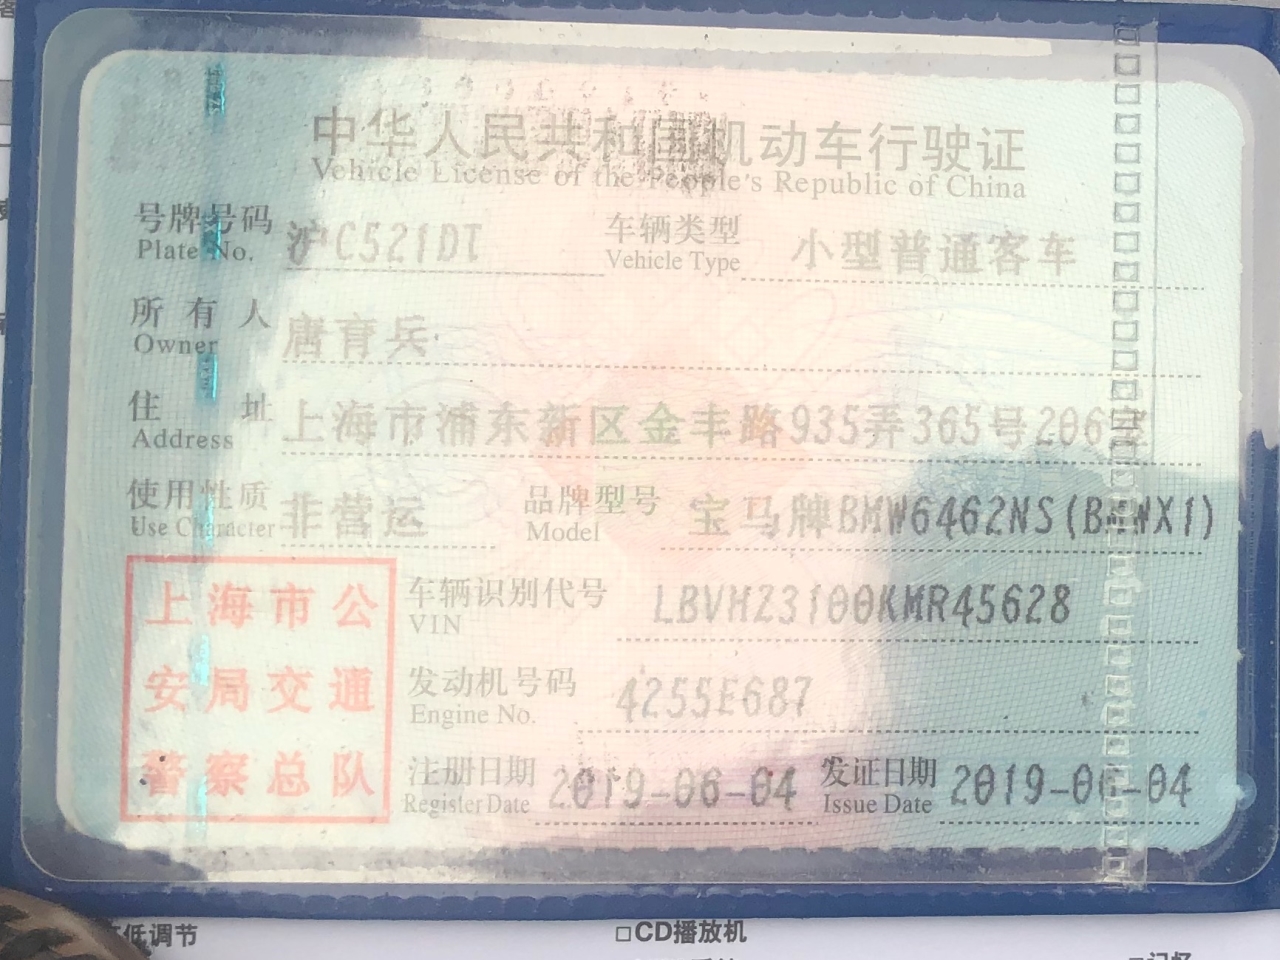 中华人民共和国机动车行驶证
Vehicle License of the People's Republic of China
号牌号码 沪C521DT 车辆类型 小型普通客车
Plate No. Vehicle Type
所有人 唐育兵
Owner
住址 上海市浦东新区金丰路935弄365号206室
Address
使用性质 非营运 品牌型号 宝马牌BMW6462NS(BMWX1)
Use Character Model
上海市公
安局交通
警察总队
车辆识别代号 LBVHZ3100KMR45628
VIN
发动机号码 4255E687
Engine No.
注册日期 2019-06-04 发证日期 2019-06-04
Register Date Issue Date
低调节 □CD播放机